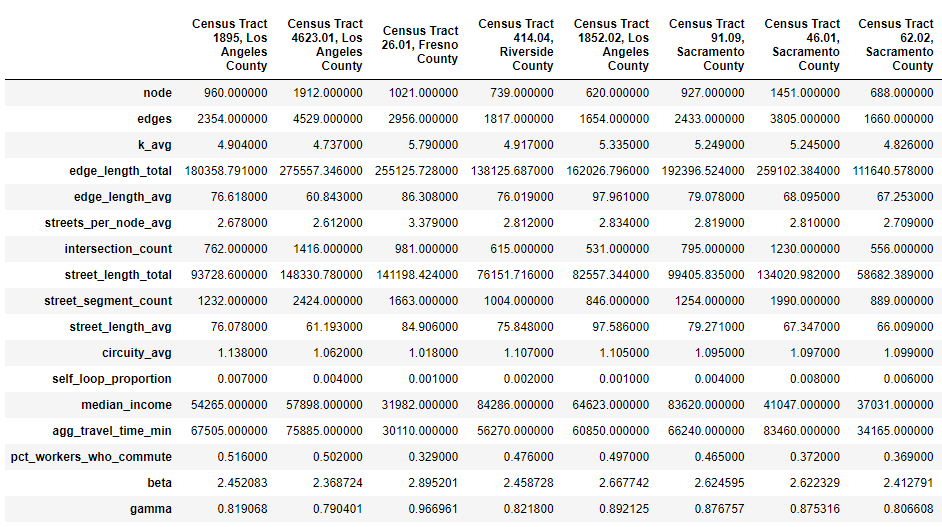 Census Tract 1895, Los Angeles County Census Tract 4623.01, Los Angeles County Census Tract 26.01, Fresno County Census Tract 414.04, Riverside County Census Tract 1852.02, Los Angeles County Census Tract 91.09, Sacramento County Census Tract 46.01, Sacramento County Census Tract 62.02, Sacramento County
node 960.000000 1912.000000 1021.000000 739.000000 620.000000 927.000000 1451.000000 688.000000
edges 2354.000000 4529.000000 2956.000000 1817.000000 1654.000000 2433.000000 3805.000000 1660.000000
k_avg 4.904000 4.737000 5.790000 4.917000 5.335000 5.249000 5.245000 4.826000
edge_length_total 180358.791000 275557.346000 255125.728000 138125.687000 162026.796000 192396.524000 259102.384000 111640.578000
edge_length_avg 76.618000 60.843000 86.308000 76.019000 97.961000 79.078000 68.095000 67.253000
streets_per_node_avg 2.678000 2.612000 3.379000 2.812000 2.834000 2.819000 2.810000 2.709000
intersection_count 762.000000 1416.000000 981.000000 615.000000 531.000000 795.000000 1230.000000 556.000000
street_length_total 93728.600000 148330.780000 141198.424000 76151.716000 82557.344000 99405.835000 134020.982000 58682.389000
street_segment_count 1232.000000 2424.000000 1663.000000 1004.000000 846.000000 1254.000000 1990.000000 889.000000
street_length_avg 76.078000 61.193000 84.906000 75.848000 97.586000 79.271000 67.347000 66.009000
circuity_avg 1.138000 1.062000 1.018000 1.107000 1.105000 1.095000 1.097000 1.099000
self_loop_proportion 0.007000 0.004000 0.001000 0.002000 0.001000 0.004000 0.008000 0.006000
median_income 54265.000000 57898.000000 31982.000000 84286.000000 64623.000000 83620.000000 41047.000000 37031.000000
agg_travel_time_min 67505.000000 75885.000000 30110.000000 56270.000000 60850.000000 66240.000000 83460.000000 34165.000000
pct_workers_who_commute 0.516000 0.502000 0.329000 0.476000 0.497000 0.465000 0.372000 0.369000
beta 2.452083 2.368724 2.895201 2.458728 2.667742 2.624595 2.622329 2.412791
gamma 0.819068 0.790401 0.966961 0.821800 0.892125 0.876757 0.875316 0.806608